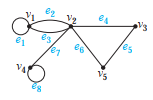 e₂
v₁
v₂
e₄
v₃
e₁
e₃
e₇
e₆
e₅
v₄
v₅
e₈